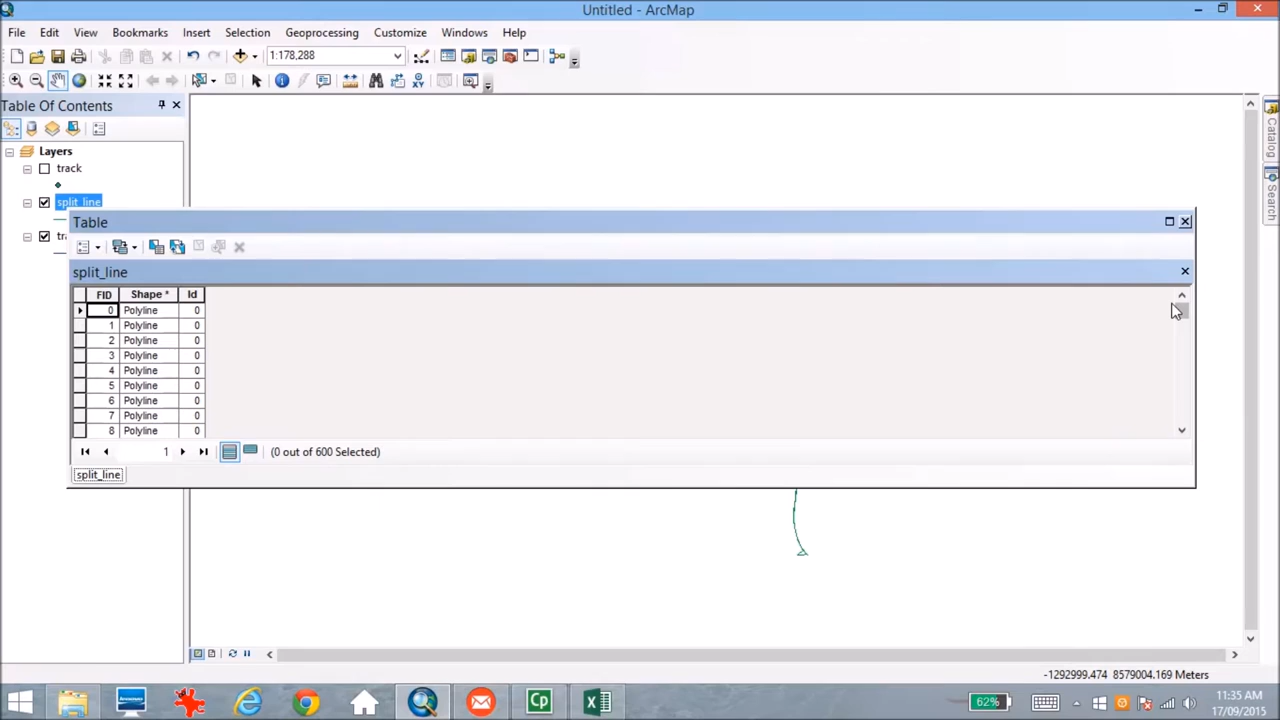 Untitled - ArcMap
File Edit View Bookmarks Insert Selection Geoprocessing Customize Windows Help
1:178,288
Table Of Contents
Layers
track
split_line
Table
split_line
FID Shape * Id
0 Polyline 0
1 Polyline 0
2 Polyline 0
3 Polyline 0
4 Polyline 0
5 Polyline 0
6 Polyline 0
7 Polyline 0
8 Polyline 0
1 (0 out of 600 Selected)
split_line
Catalog
Search
-1292999.474 8579004.169 Meters
62%
Cp
11:35 AM
17/09/2015